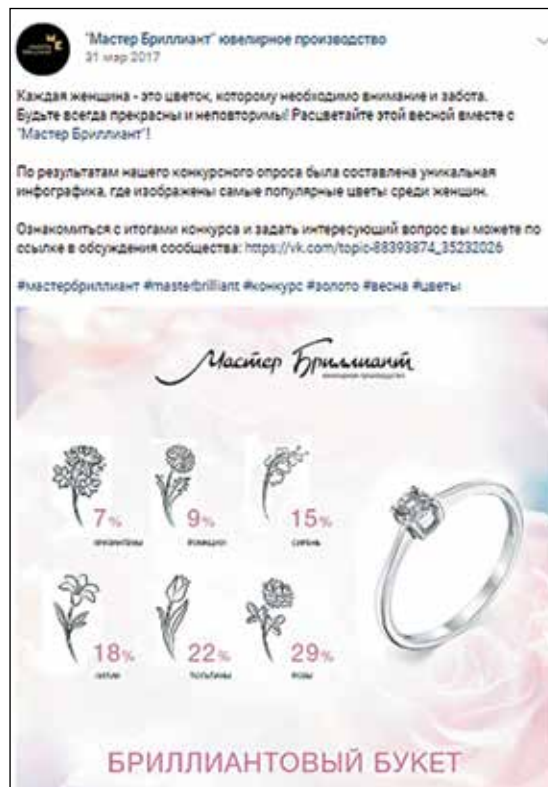 "Мастер Бриллиант" ювелирное производство
31 мар 2017
Каждая женщина - это цветок, которому необходимо внимание и забота.
Будьте всегда прекрасны и неповторимы! Расцветайте этой весной вместе с
"Мастер Бриллиант"!
По результатам нашего конкурсного опроса была составлена уникальная
инфографика, где изображены самые популярные цветы среди женщин.
Ознакомиться с итогами конкурса и задать интересующий вопрос вы можете по
ссылке в обсуждения сообщества: https://vk.com/topic-88393874_35232026
#мастербриллиант #masterbrilliant #конкурс #золото #весна #цветы
Мастер Бриллиант
ювелирное производство
7% 9% 15%
ХРИЗАНТЕМЫ РОМАШКИ СИРЕНЬ
18% 22% 29%
ЛИЛИИ ТЮЛЬПАНЫ РОЗЫ
БРИЛЛИАНТОВЫЙ БУКЕТ